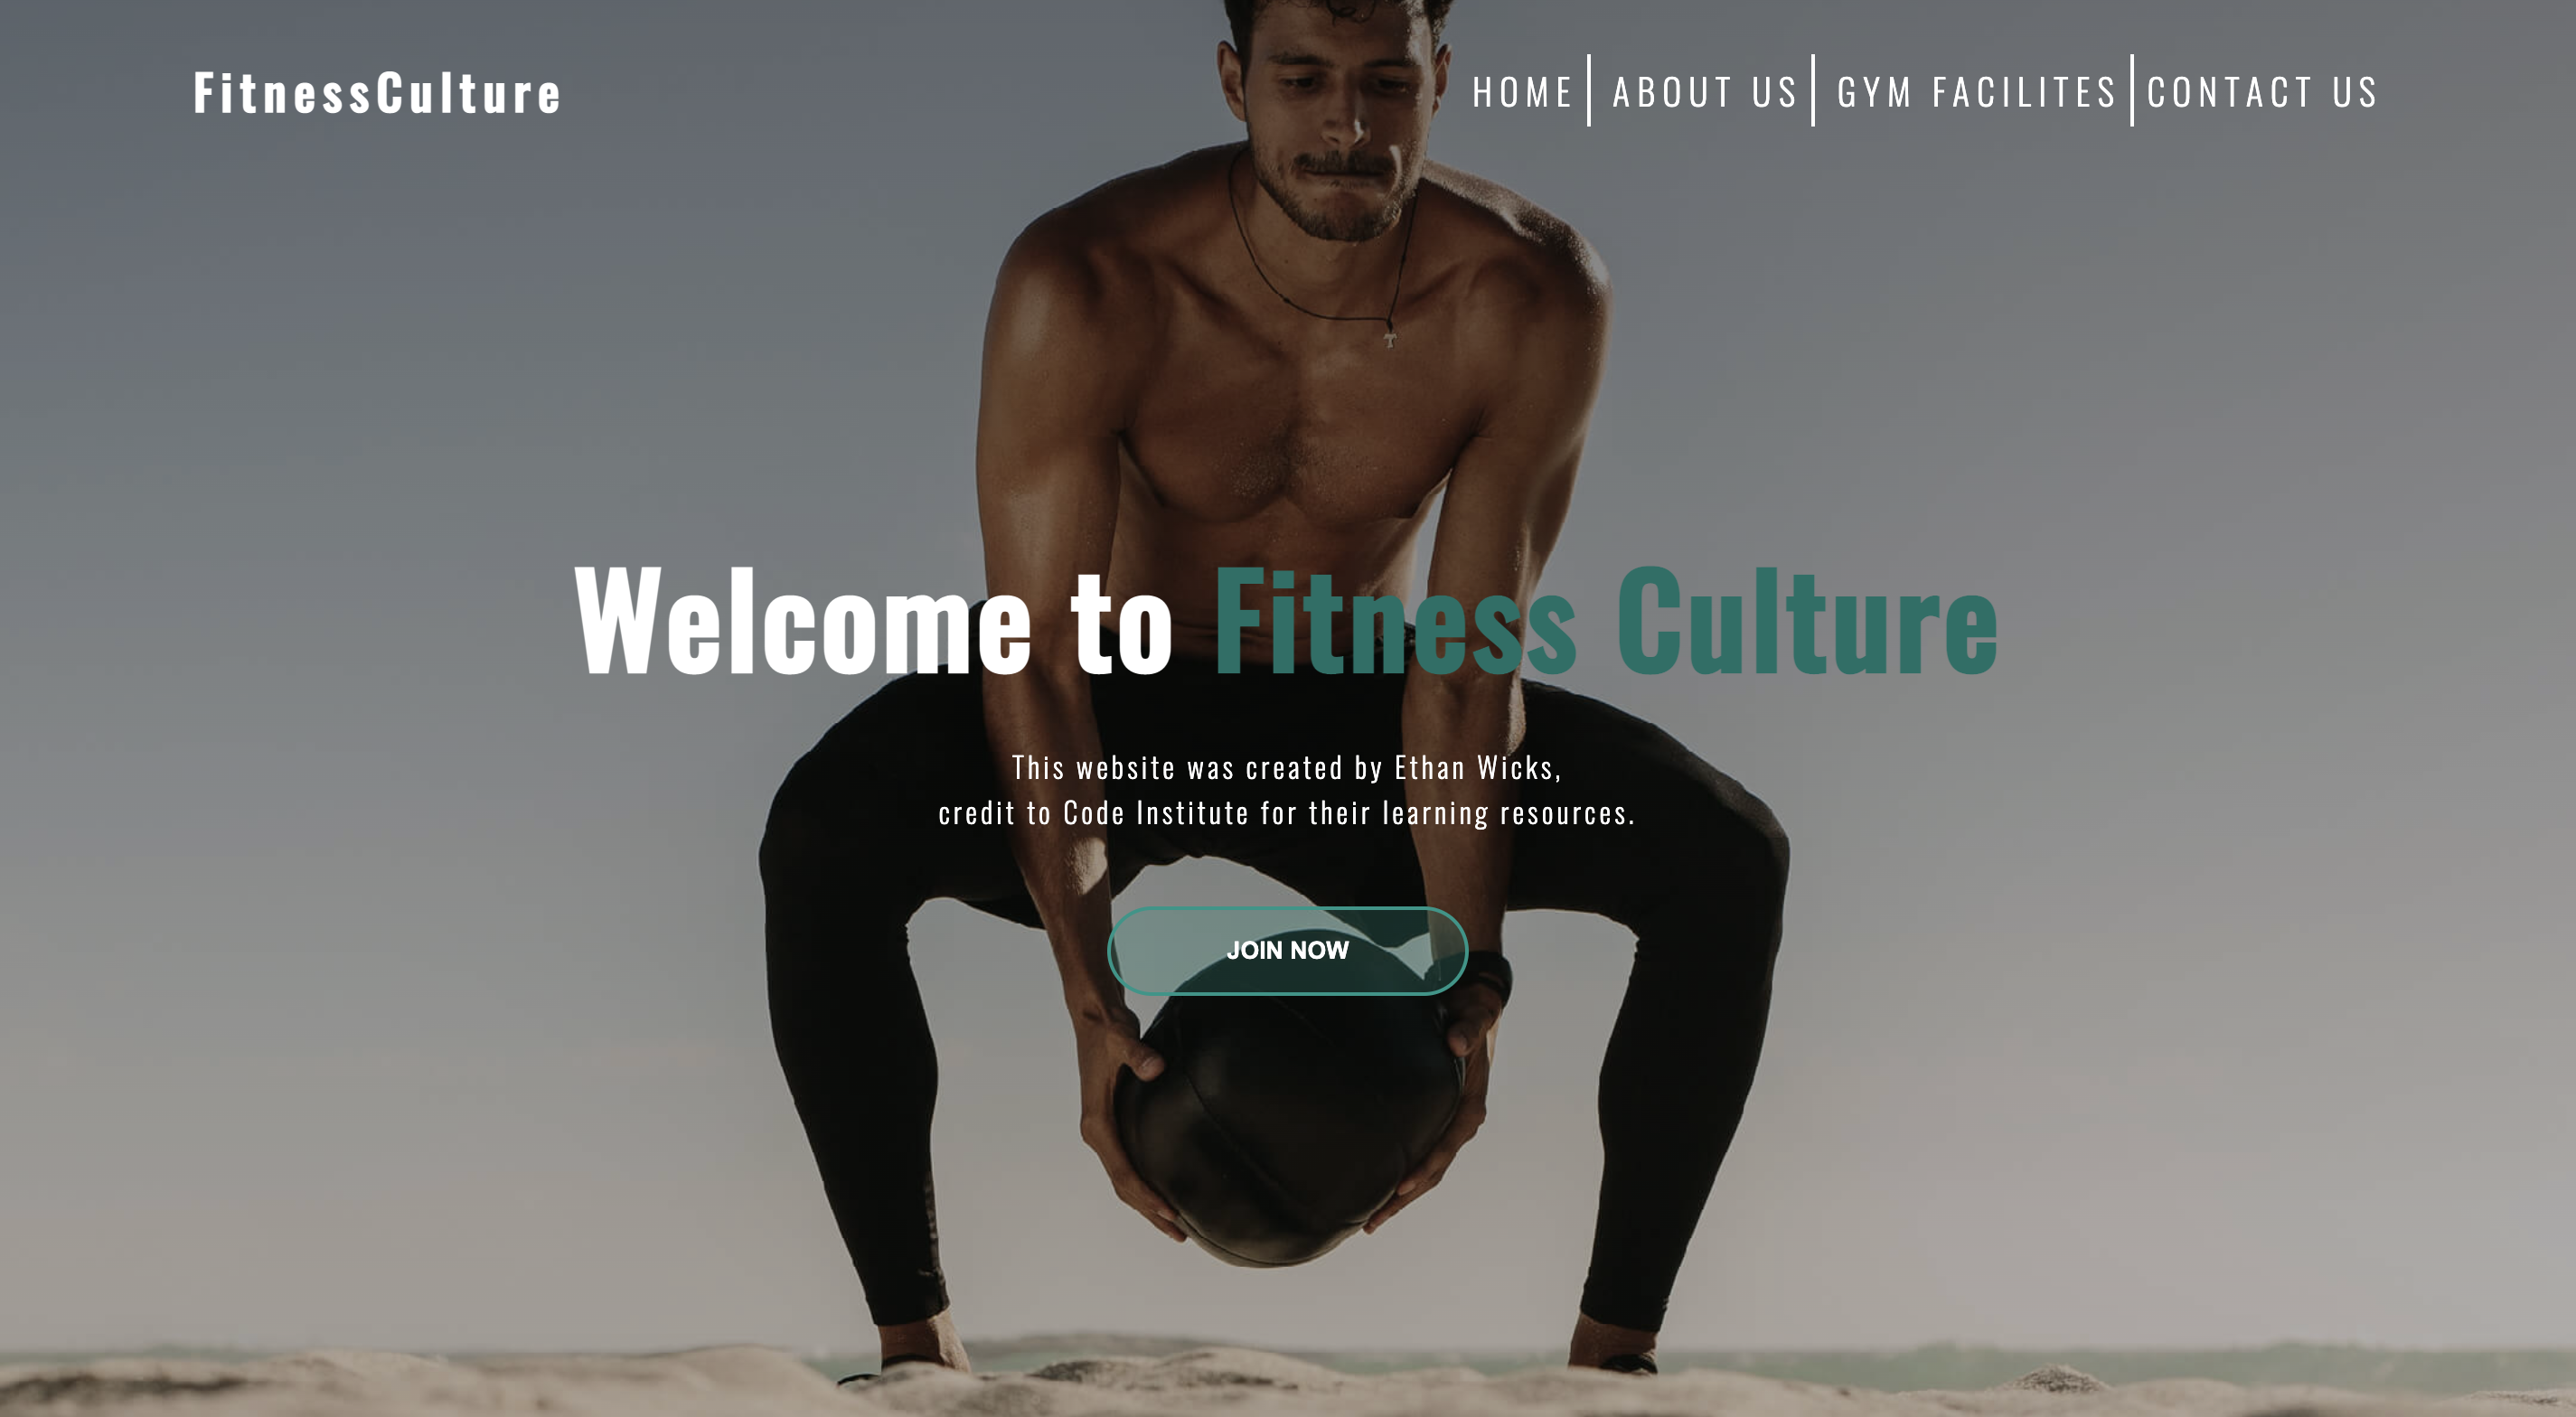 FitnessCulture
HOME ABOUT US GYM FACILITES CONTACT US
Welcome to Fitness Culture
This website was created by Ethan Wicks,
credit to Code Institute for their learning resources.
JOIN NOW